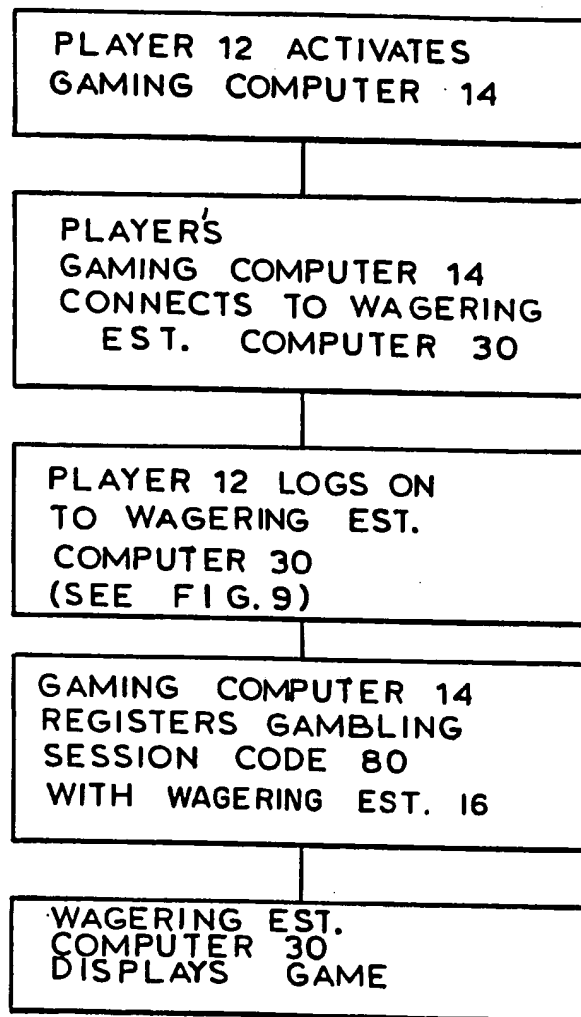 PLAYER 12 ACTIVATES
GAMING COMPUTER 14
PLAYER'S
GAMING COMPUTER 14
CONNECTS TO WAGERING
EST. COMPUTER 30
PLAYER 12 LOGS ON
TO WAGERING EST.
COMPUTER 30
(SEE FIG.9)
GAMING COMPUTER 14
REGISTERS GAMBLING
SESSION CODE 80
WITH WAGERING EST. 16
WAGERING EST.
COMPUTER 30
DISPLAYS GAME